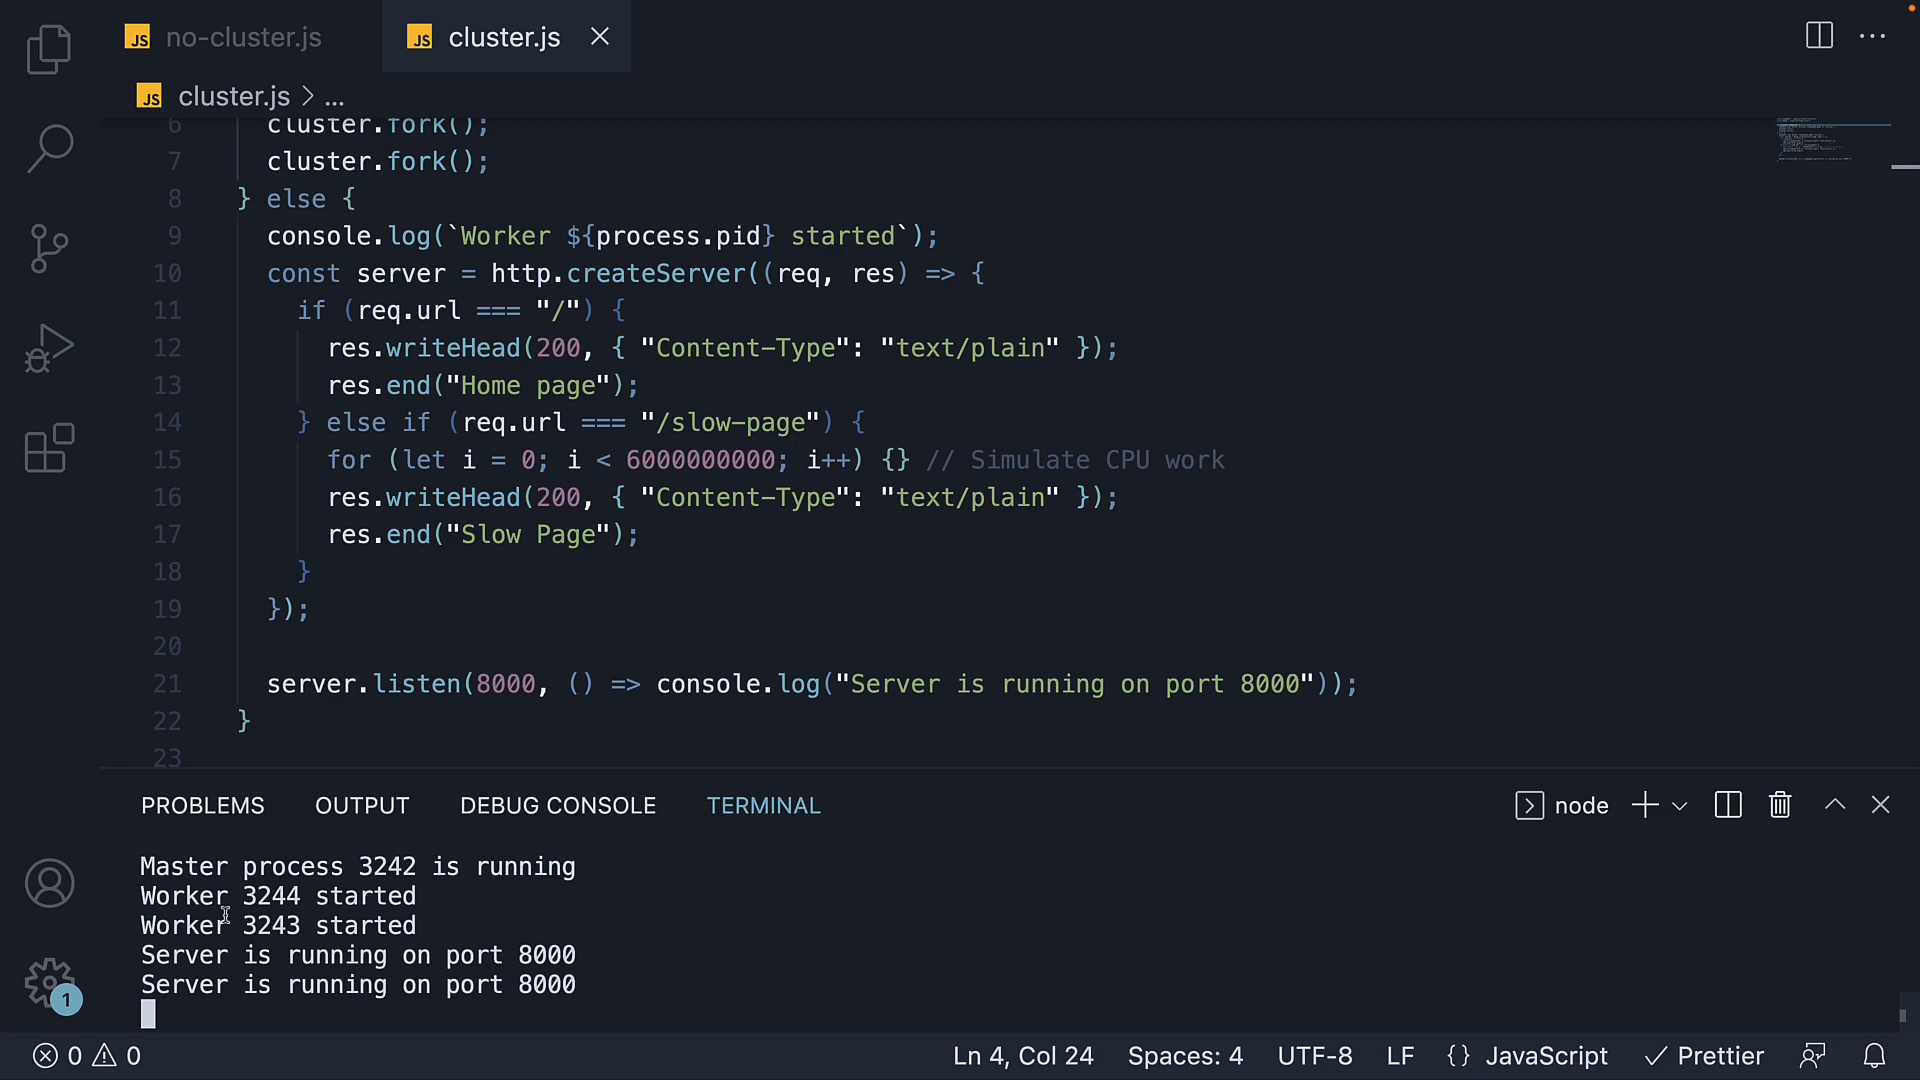 JS no-cluster.js
JS cluster.js
JS cluster.js > ...
6 cluster.fork();
7 cluster.fork();
8 } else {
9 console.log(`Worker ${process.pid} started`);
10 const server = http.createServer((req, res) => {
11 if (req.url === "/") {
12 res.writeHead(200, { "Content-Type": "text/plain" });
13 res.end("Home page");
14 } else if (req.url === "/slow-page") {
15 for (let i = 0; i < 6000000000; i++) {} // Simulate CPU work
16 res.writeHead(200, { "Content-Type": "text/plain" });
17 res.end("Slow Page");
18 }
19 });
20
21 server.listen(8000, () => console.log("Server is running on port 8000"));
22 }
23
PROBLEMS OUTPUT DEBUG CONSOLE TERMINAL node
Master process 3242 is running
Worker 3244 started
Worker 3243 started
Server is running on port 8000
Server is running on port 8000
1
0 0 Ln 4, Col 24 Spaces: 4 UTF-8 LF {} JavaScript Prettier